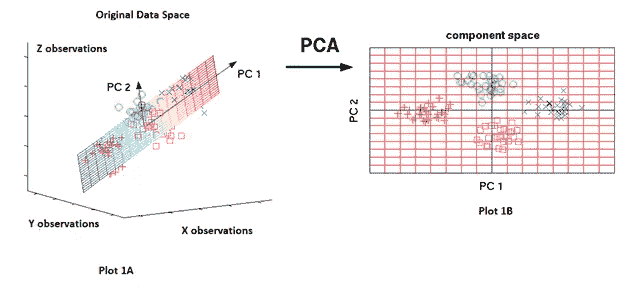 Original Data Space
Z observations
PC 2
PC 1
Y observations
X observations
Plot 1A
PCA
component space
PC 2
PC 1
Plot 1B